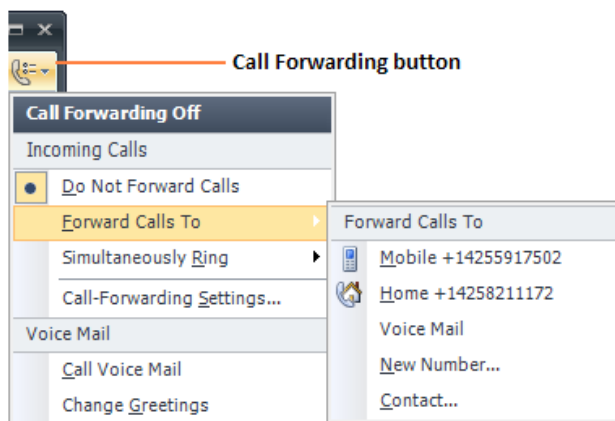 Call Forwarding button
Call Forwarding Off
Incoming Calls
Do Not Forward Calls
Forward Calls To
Simultaneously Ring
Call-Forwarding Settings...
Voice Mail
Call Voice Mail
Change Greetings
Forward Calls To
Mobile +14255917502
Home +14258211172
Voice Mail
New Number...
Contact...